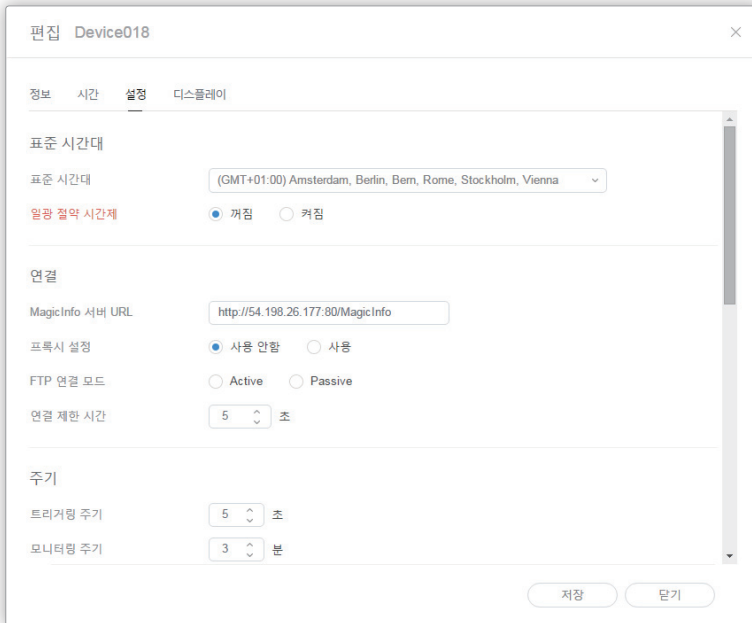 편집 Device018
정보 시간 설정 디스플레이
표준 시간대
표준 시간대 (GMT+01:00) Amsterdam, Berlin, Bern, Rome, Stockholm, Vienna
일광 절약 시간제 꺼짐 켜짐
연결
MagicInfo 서버 URL http://54.198.26.177:80/MagicInfo
프록시 설정 사용 안함 사용
FTP 연결 모드 Active Passive
연결 제한 시간 5 초
주기
트리거링 주기 5 초
모니터링 주기 3 분
저장 닫기